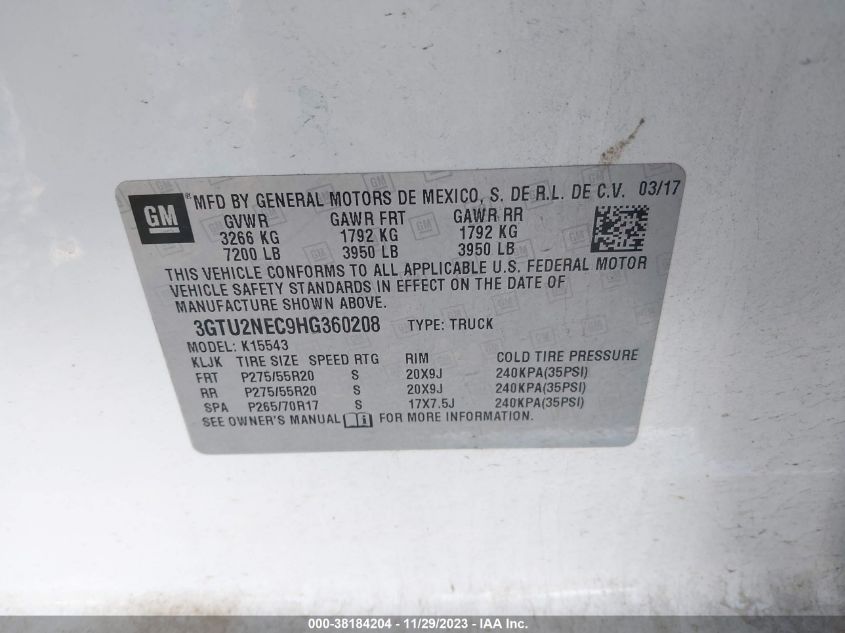 GM ® MFD BY GENERAL MOTORS DE MEXICO, S. DE R.L. DE C.V. 03/17
GVWR GAWR FRT GAWR RR
3266 KG 1792 KG 1792 KG
7200 LB 3950 LB 3950 LB
THIS VEHICLE CONFORMS TO ALL APPLICABLE U.S. FEDERAL MOTOR
VEHICLE SAFETY STANDARDS IN EFFECT ON THE DATE OF
MANUFACTURE SHOWN ABOVE.
3GTU2NEC9HG360208 TYPE: TRUCK
MODEL: K15543
KLJK TIRE SIZE SPEED RTG RIM COLD TIRE PRESSURE
FRT P275/55R20 S 20X9J 240KPA(35PSI)
RR P275/55R20 S 20X9J 240KPA(35PSI)
SPA P265/70R17 S 17X7.5J 240KPA(35PSI)
SEE OWNER'S MANUAL FOR MORE INFORMATION.
000-38184204 - 11/29/2023 - IAA Inc.